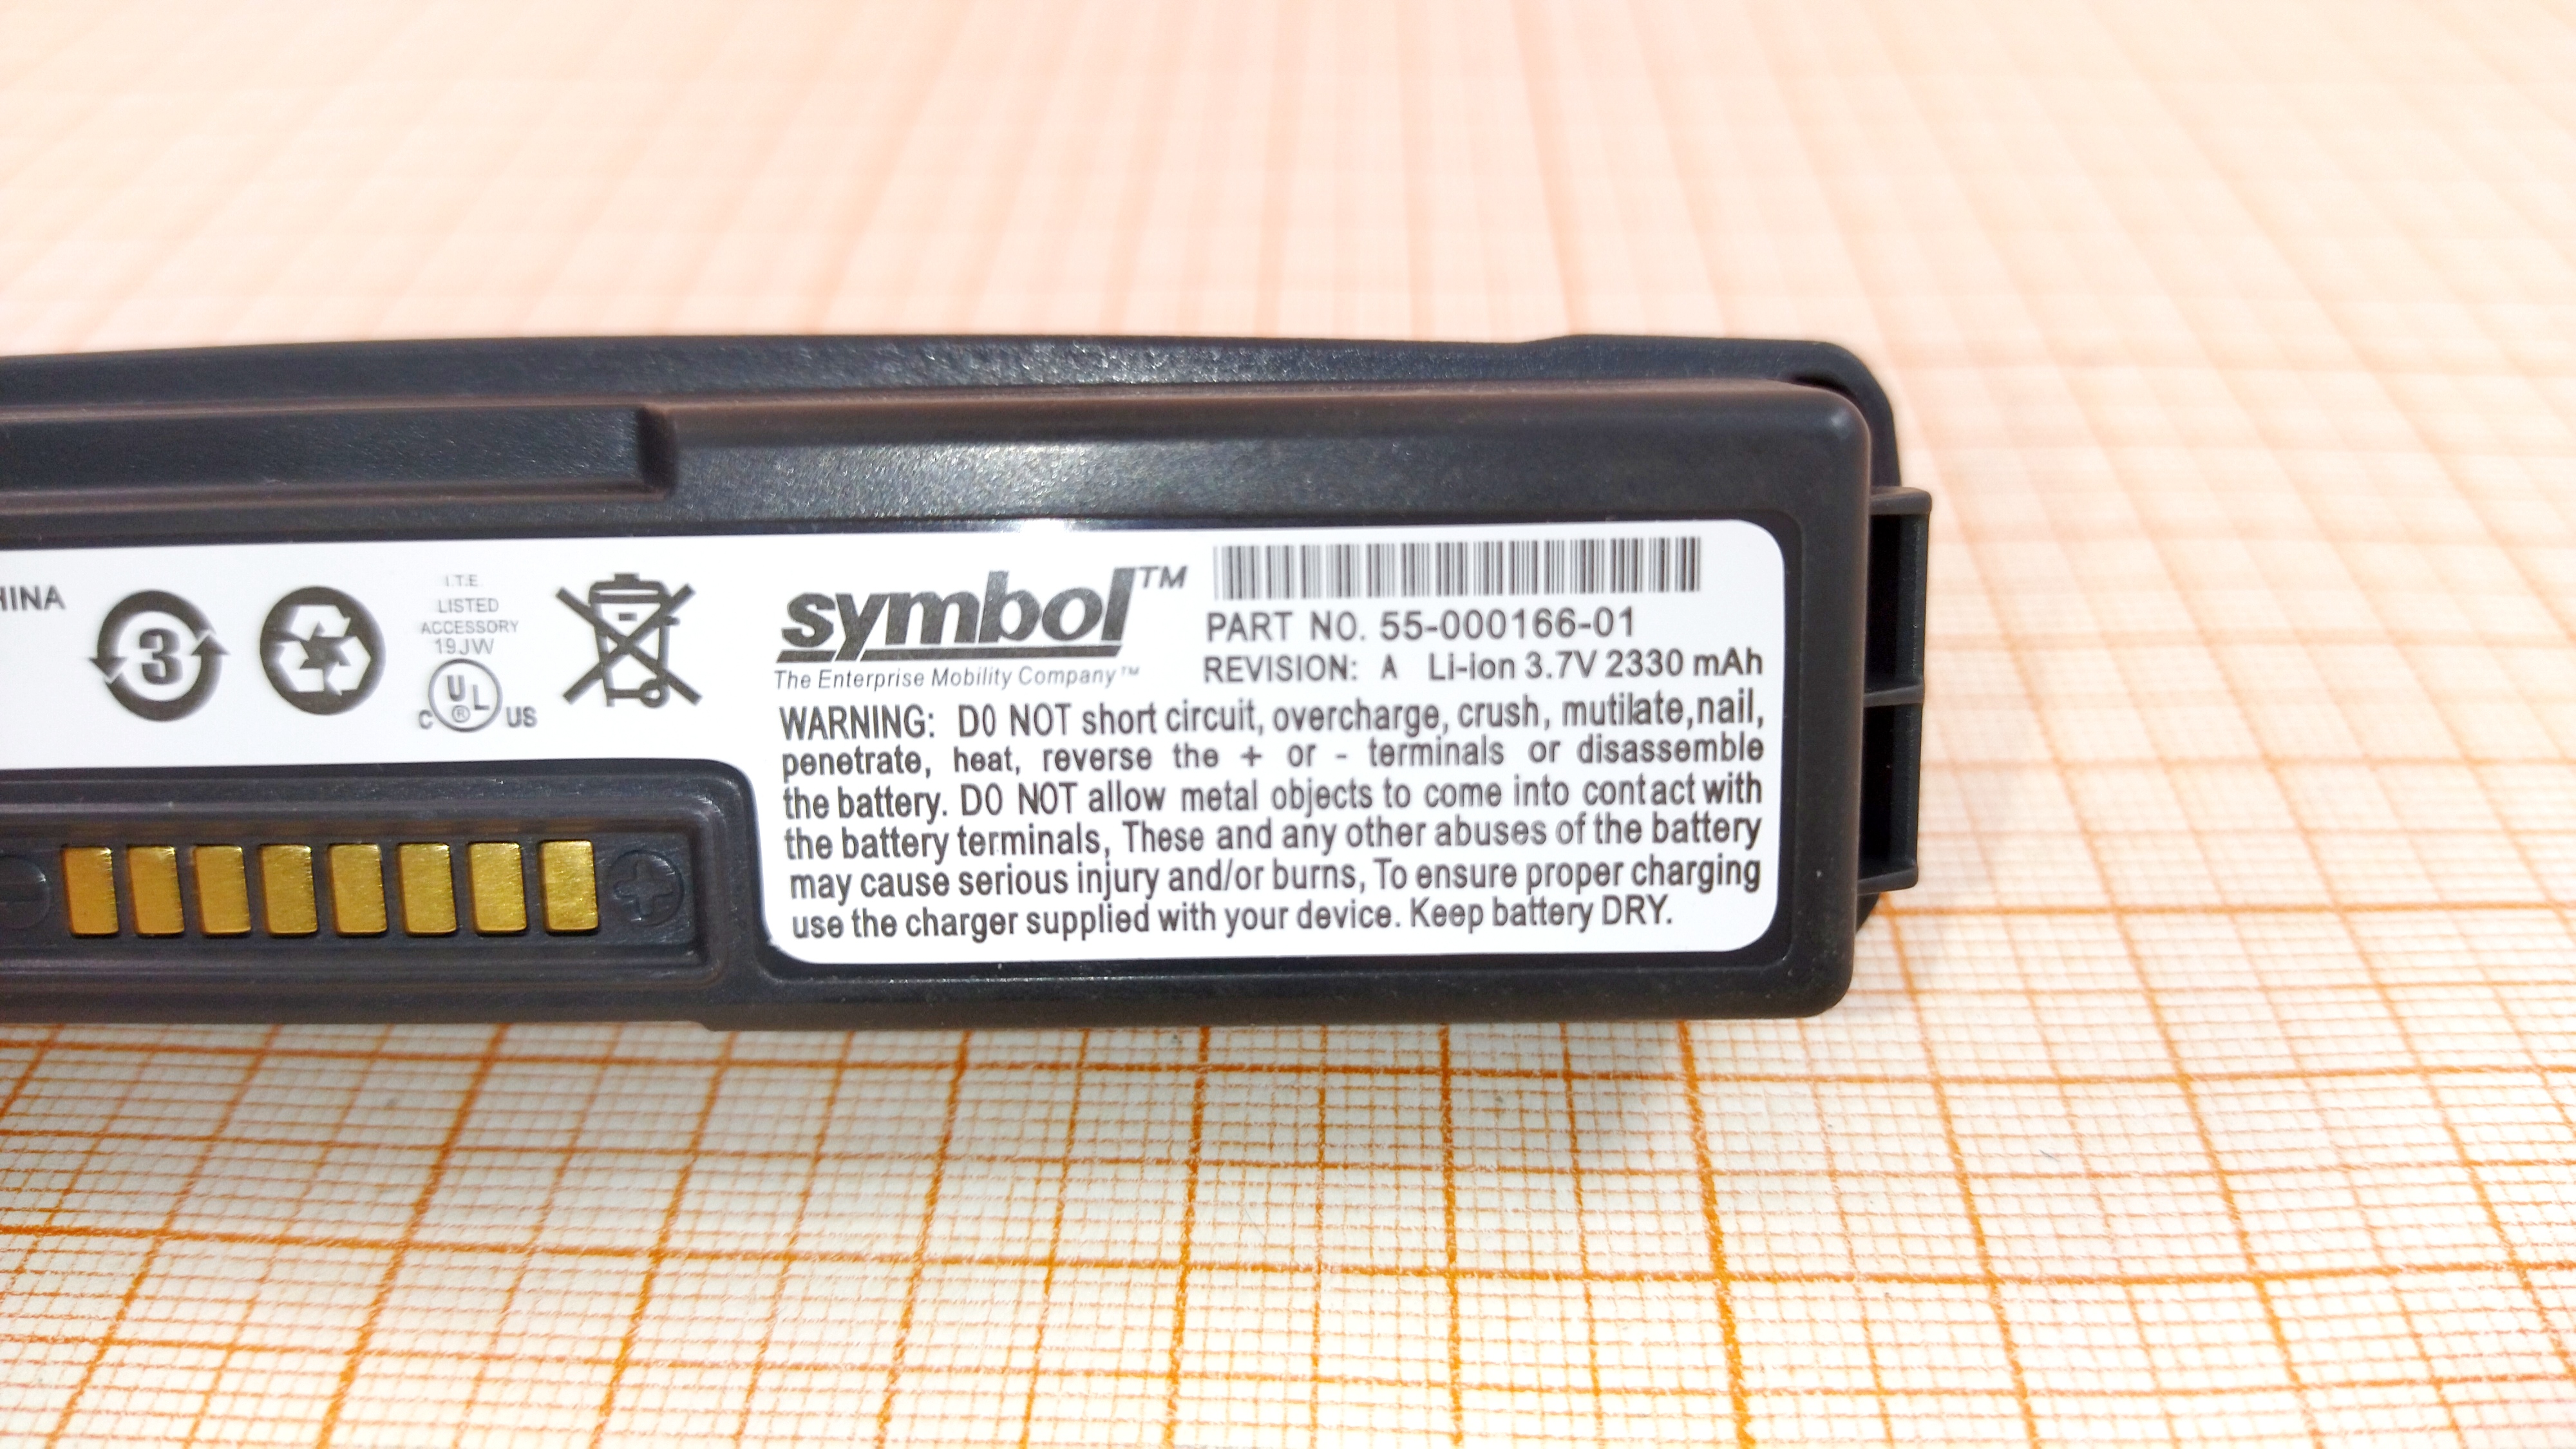 HINA
3
I.T.E.
LISTED
ACCESSORY
19JW
UL
®
C US
symbol™
The Enterprise Mobility Company™
PART NO. 55-000166-01
REVISION: A Li-ion 3.7V 2330 mAh
WARNING: DO NOT short circuit, overcharge, crush, mutilate,nail,
penetrate, heat, reverse the + or - terminals or disassemble
the battery. DO NOT allow metal objects to come into contact with
the battery terminals, These and any other abuses of the battery
may cause serious injury and/or burns, To ensure proper charging
use the charger supplied with your device. Keep battery DRY.